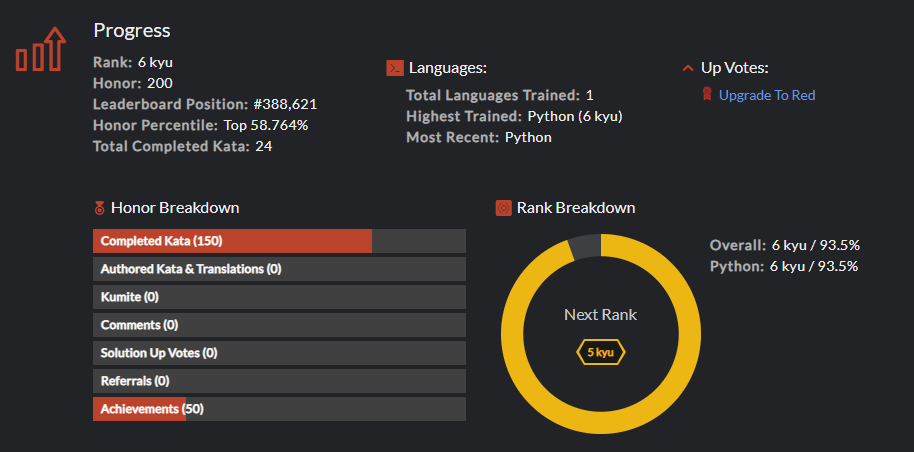 Progress
Rank: 6 kyu
Honor: 200
Leaderboard Position: #388,621
Honor Percentile: Top 58.764%
Total Completed Kata: 24
Languages:
Total Languages Trained: 1
Highest Trained: Python (6 kyu)
Most Recent: Python
Up Votes:
Upgrade To Red
Honor Breakdown
Completed Kata (150)
Authored Kata & Translations (0)
Kumite (0)
Comments (0)
Solution Up Votes (0)
Referrals (0)
Achievements (50)
Rank Breakdown
Next Rank
5 kyu
Overall: 6 kyu / 93.5%
Python: 6 kyu / 93.5%